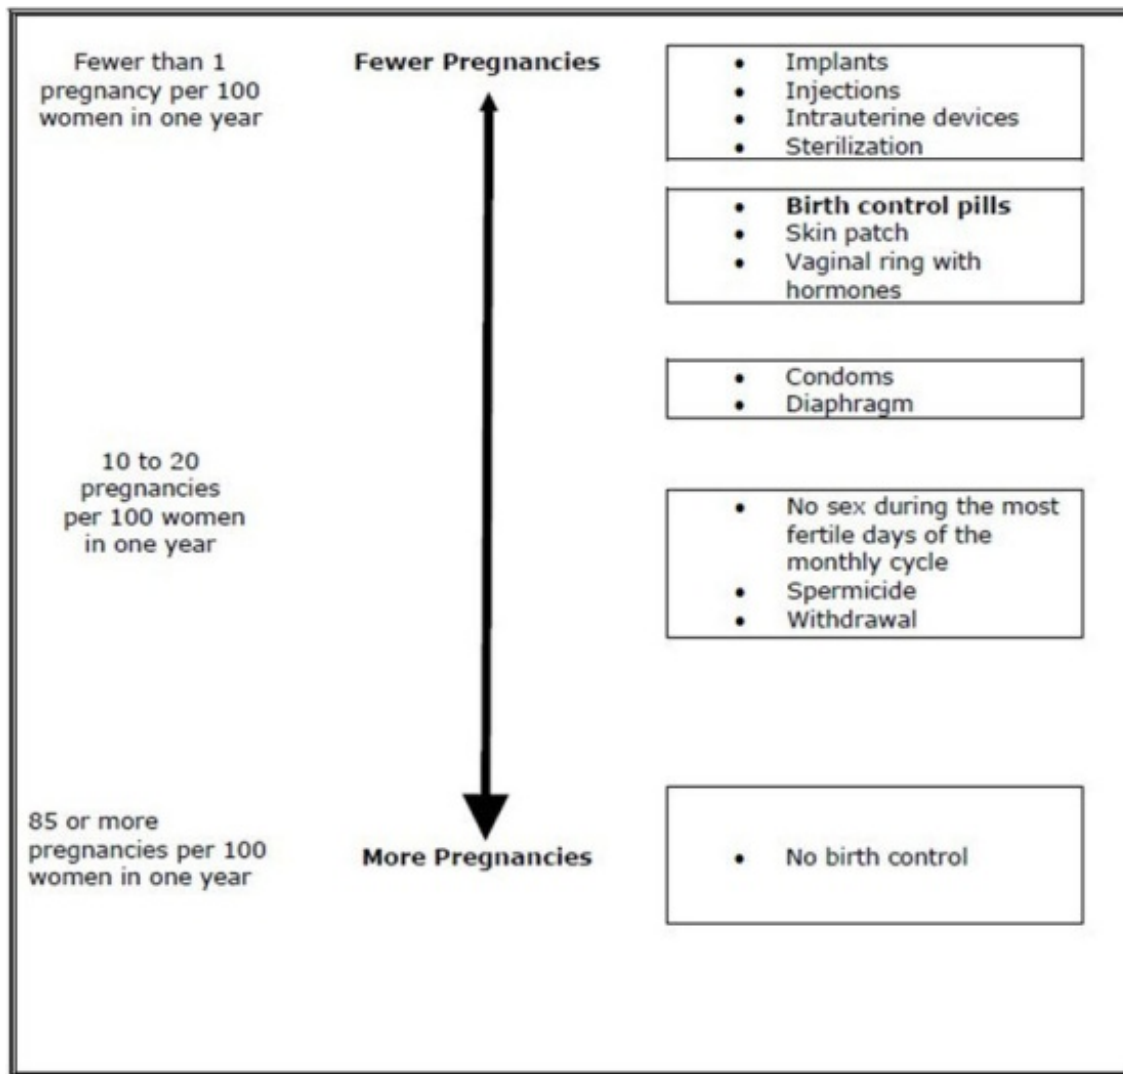 Fewer than 1
pregnancy per 100
women in one year
Fewer Pregnancies
• Implants
• Injections
• Intrauterine devices
• Sterilization
• Birth control pills
• Skin patch
• Vaginal ring with
hormones
• Condoms
• Diaphragm
10 to 20
pregnancies
per 100 women
in one year
• No sex during the most
fertile days of the
monthly cycle
• Spermicide
• Withdrawal
85 or more
pregnancies per 100
women in one year
More Pregnancies
• No birth control